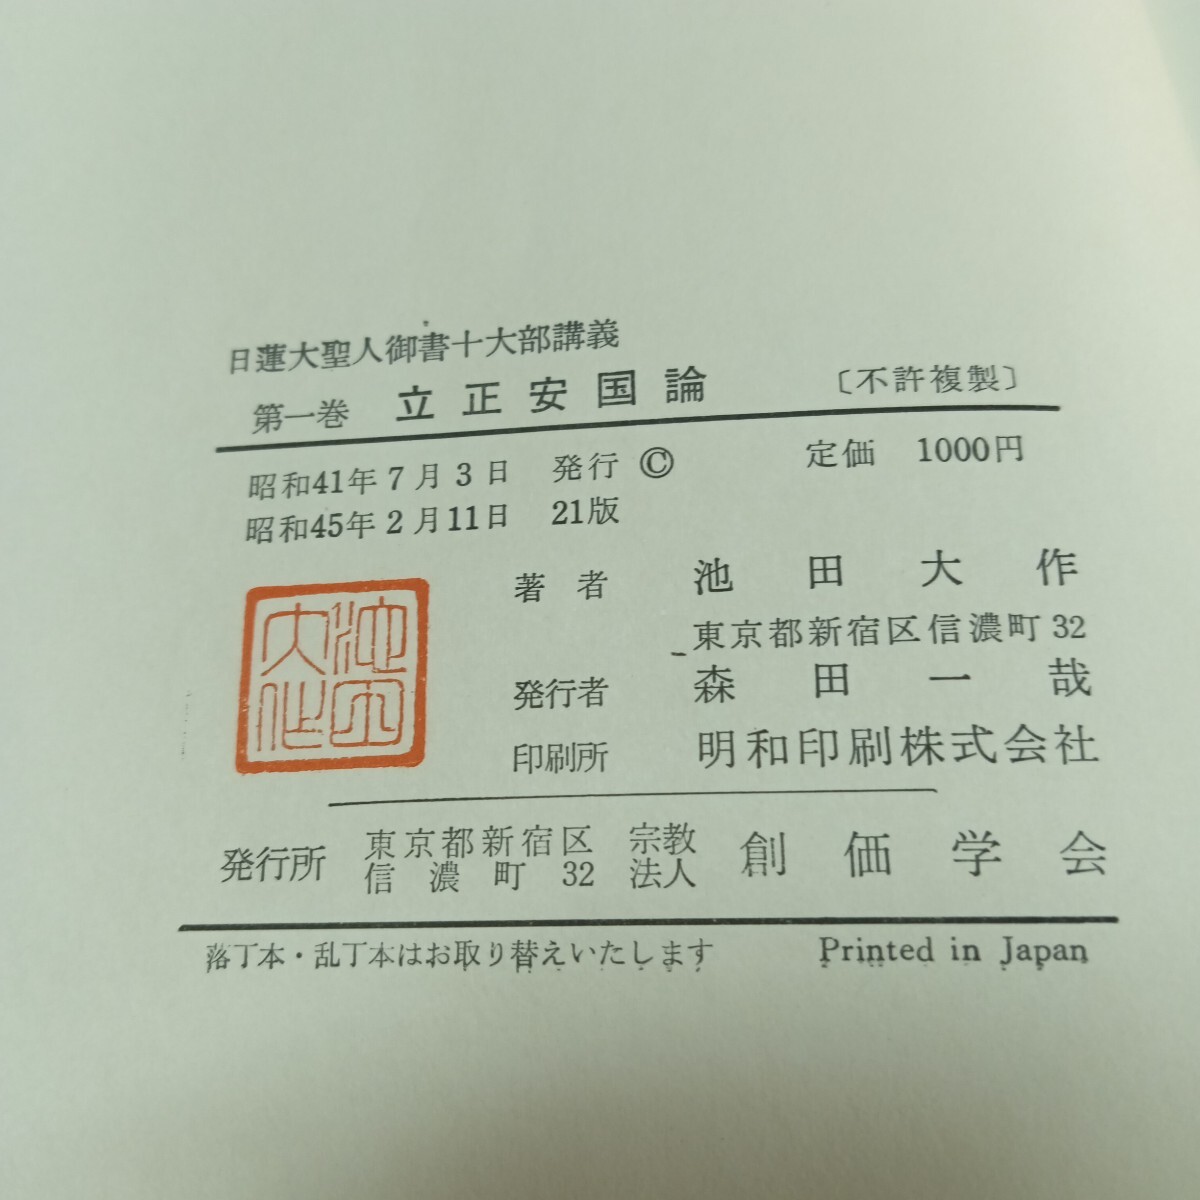 日蓮大聖人御書十大部講義
第一巻 立正安国論 〔不許複製〕
昭和41年7月3日 発行 © 定価 1000円
昭和45年2月11日 21版
著者 池田大作
東京都新宿区信濃町32
発行者 森田一哉
印刷所 明和印刷株式会社
池田
大作
発行所 東京都新宿区 宗教 創価学会
信濃町32 法人
落丁本・乱丁本はお取り替えいたします Printed in Japan